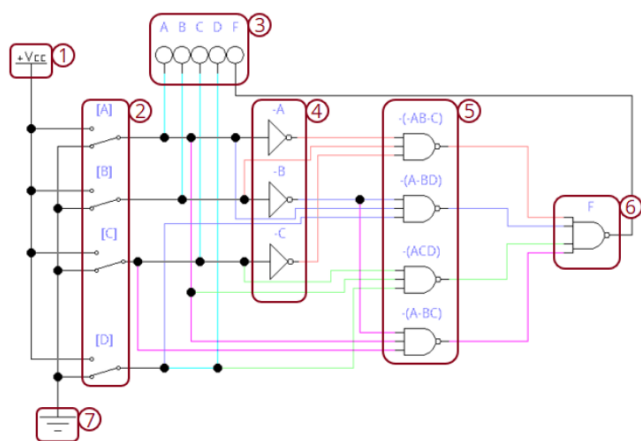 A B C D F
3
+Vcc
1
[A]
2
-A
4
-(-AB-C)
5
[B]
-B
-(A-BD)
F
6
[C]
-C
-(ACD)
-(A-BC)
[D]
7